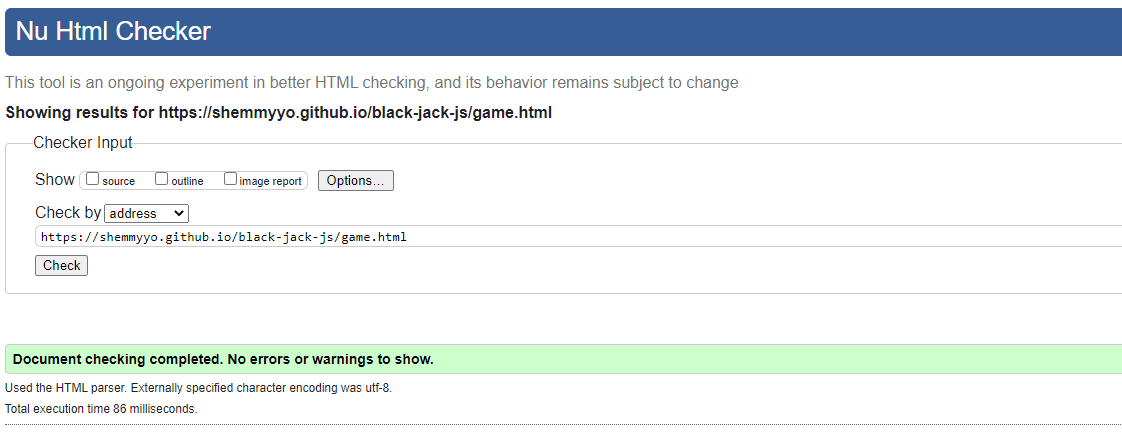 Nu Html Checker
This tool is an ongoing experiment in better HTML checking, and its behavior remains subject to change
Showing results for https://shemmyyo.github.io/black-jack-js/game.html
Checker Input
Show source outline image report Options...
Check by address
https://shemmyyo.github.io/black-jack-js/game.html
Check
Document checking completed. No errors or warnings to show.
Used the HTML parser. Externally specified character encoding was utf-8.
Total execution time 86 milliseconds.